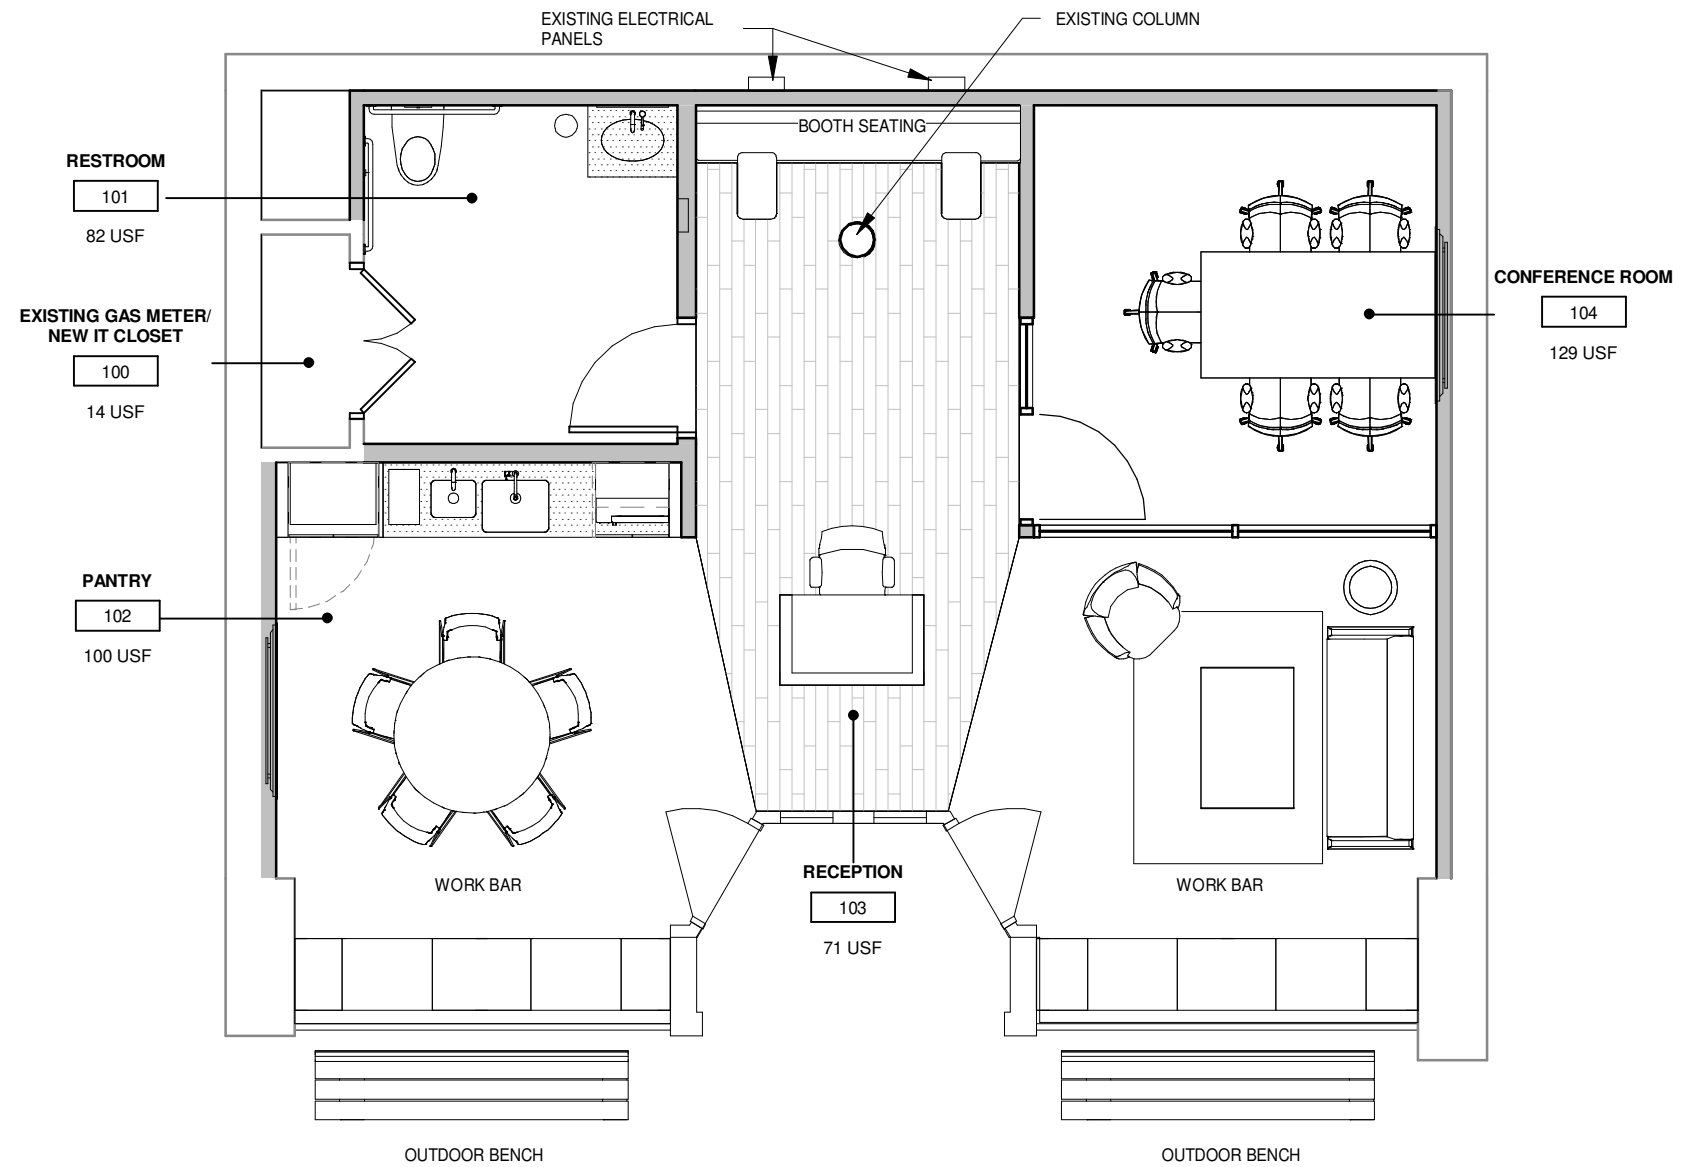 EXISTING ELECTRICAL
PANELS
EXISTING COLUMN
BOOTH SEATING
RESTROOM
101
82 USF
CONFERENCE ROOM
104
129 USF
EXISTING GAS METER/
NEW IT CLOSET
100
14 USF
PANTRY
102
100 USF
RECEPTION
103
71 USF
WORK BAR
WORK BAR
OUTDOOR BENCH
OUTDOOR BENCH